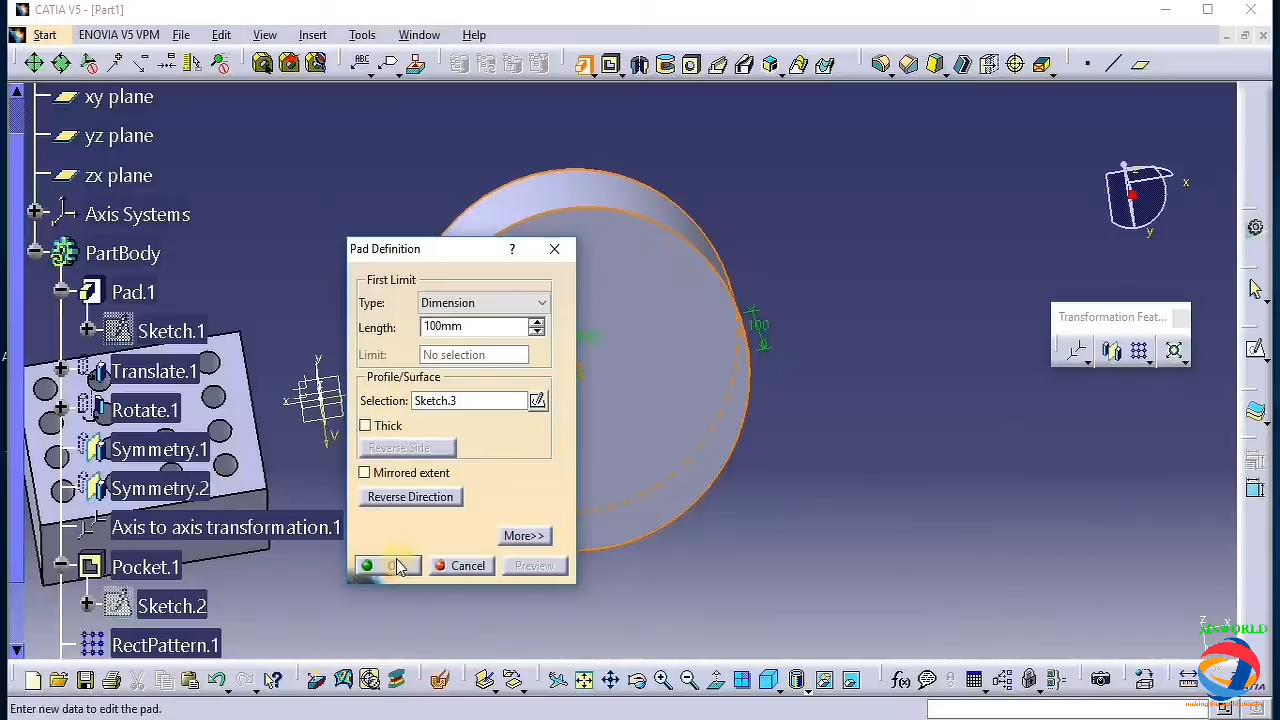 CATIA V5 - [Part1]
Start ENOVIA V5 VPM File Edit View Insert Tools Window Help
xy plane
yz plane
zx plane
Axis Systems
PartBody
Pad.1
Sketch.1
Translate.1
Rotate.1
Symmetry.1
Symmetry.2
Axis to axis transformation.1
Pocket.1
Sketch.2
RectPattern.1
y
x
Pad Definition ? ×
First Limit
Type: Dimension
Length: 100mm
Limit: No selection
Profile/Surface
Selection: Sketch.3
Thick
Reverse Side
Mirrored extent
Reverse Direction
More>>
Cancel
Preview
100
x
y
Transformation Feat...
3D WORLD
CATIA
Enter new data to edit the pad.